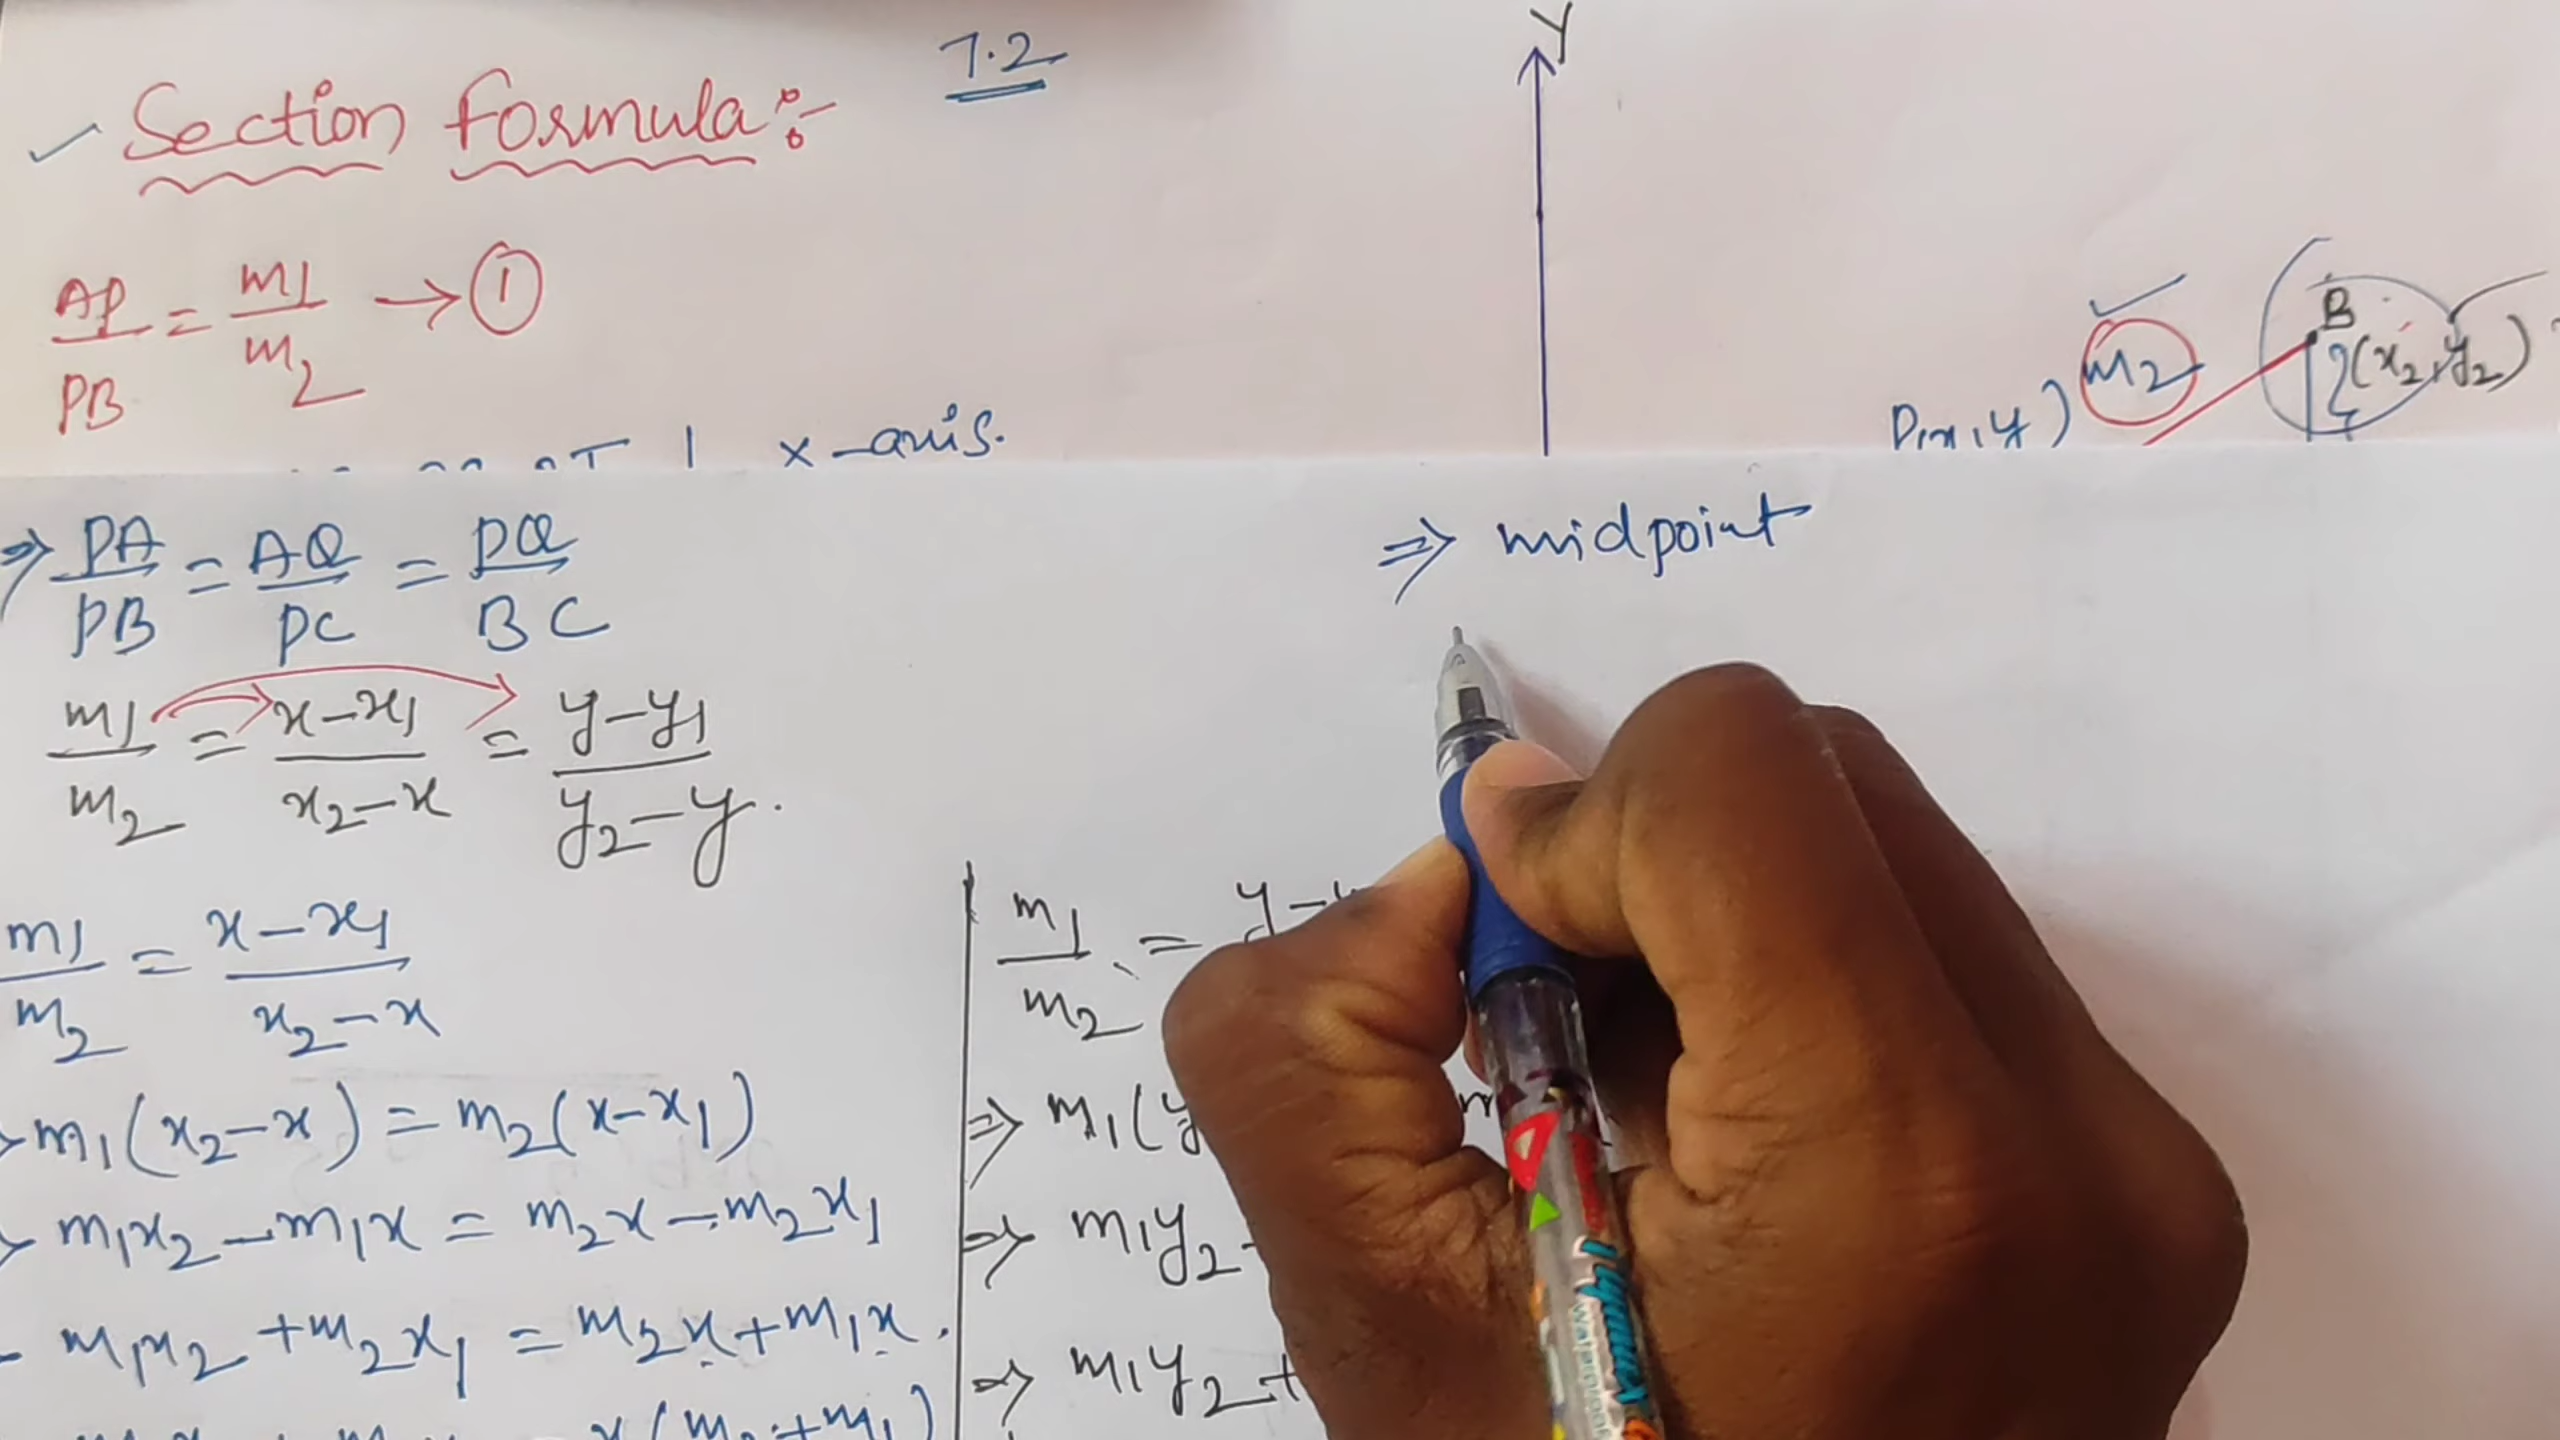 Section Formula:-
7.2
Y
AP/PB = m1/m2 → ①
m2
B
(x2, y2)
x-axis.
⇒ PA/PB = AQ/PC = PQ/BC
⇒ midpoint
m1/m2 = x-x1/x2-x = y-y1/y2-y.
m1/m2 = x-x1/x2-x
m1(x2-x) = m2(x-x1)
m1x2-m1x = m2x-m2x1
m1x2+m2x1 = m2x+m1x.
x(m2+m1)
m1/m2 = y-
⇒ m1(y
⇒ m1y2-
⇒ m1y2+